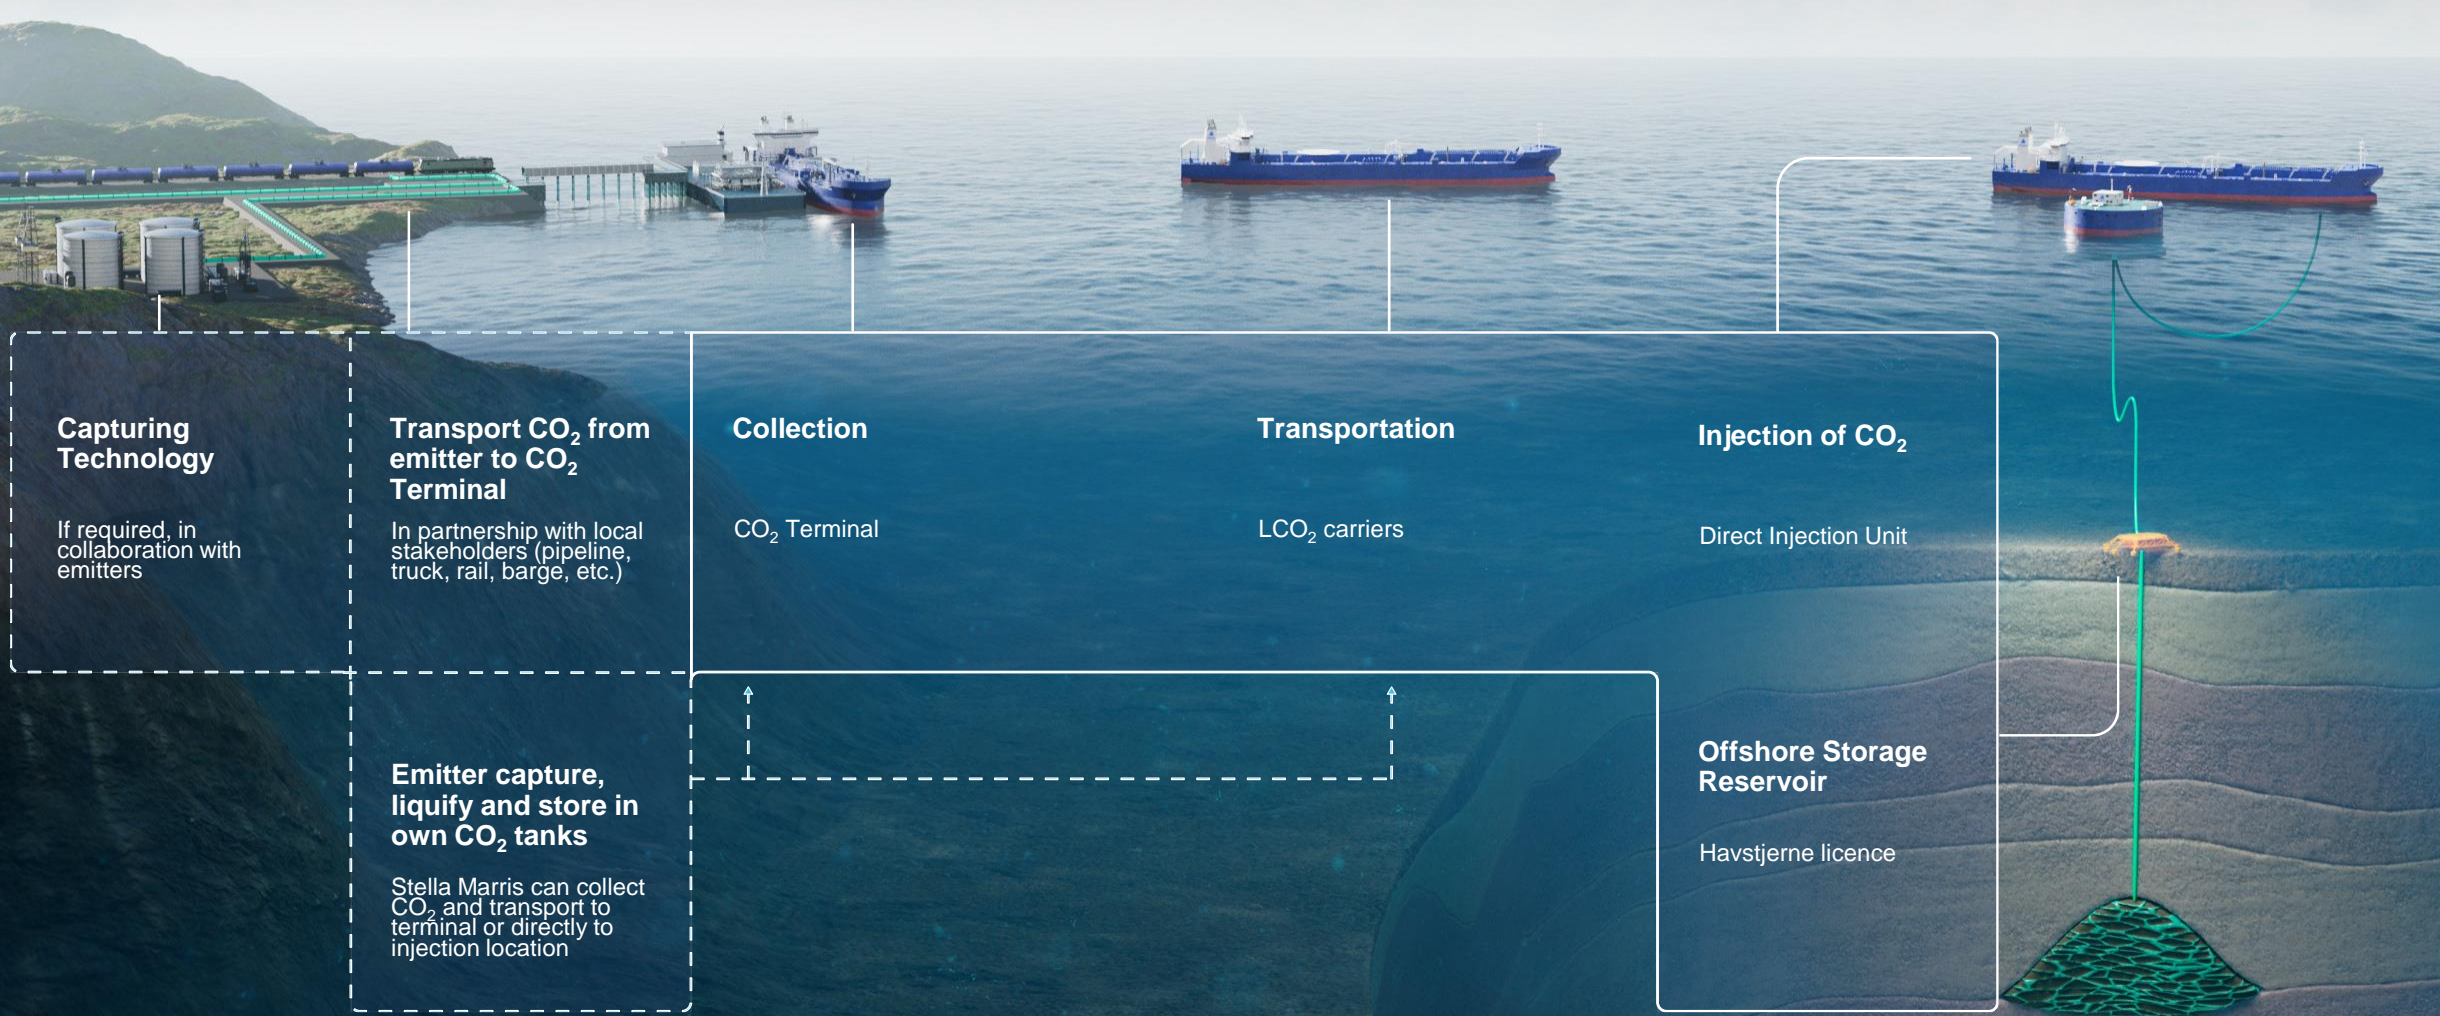 Capturing
Technology
If required, in
collaboration with
emitters
Transport CO₂ from
emitter to CO₂
Terminal
In partnership with local
stakeholders (pipeline,
truck, rail, barge, etc.)
Collection
CO₂ Terminal
Transportation
LCO₂ carriers
Injection of CO₂
Direct Injection Unit
Emitter capture,
liquify and store in
own CO₂ tanks
Stella Marris can collect
CO₂ and transport to
terminal or directly to
injection location
Offshore Storage
Reservoir
Havstjerne licence